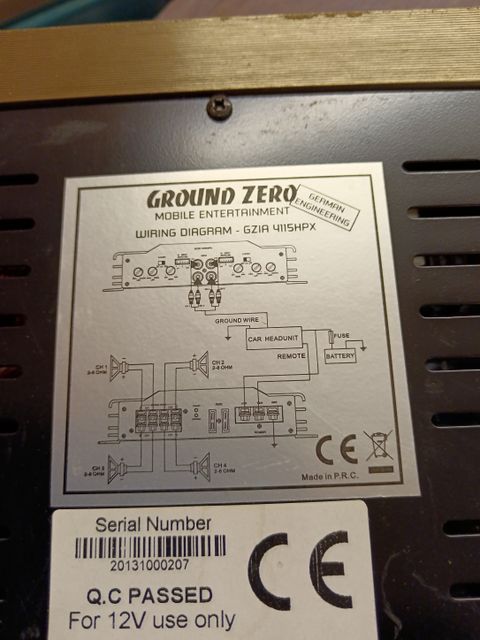 GROUND ZERO
GERMAN
ENGINEERING
MOBILE ENTERTAINMENT
WIRING DIAGRAM - GZIA 4115HPX
GROUND WIRE
CAR HEADUNIT
FUSE
REMOTE
BATTERY
CH 1
2-8 OHM
CH 2
2-8 OHM
CH 3
2-8 OHM
CH 4
2-8 OHM
CE
Made in P.R.C.
Serial Number
20131000207
CE
Q.C PASSED
For 12V use only